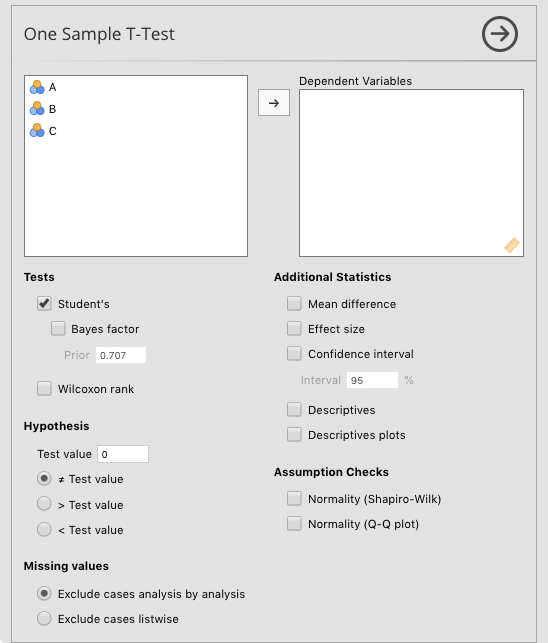 One Sample T-Test
A
B
C
Dependent Variables
Tests
Student's
Bayes factor
Prior 0.707
Wilcoxon rank
Hypothesis
Test value 0
≠ Test value
> Test value
< Test value
Missing values
Exclude cases analysis by analysis
Exclude cases listwise
Additional Statistics
Mean difference
Effect size
Confidence interval
Interval 95 %
Descriptives
Descriptives plots
Assumption Checks
Normality (Shapiro-Wilk)
Normality (Q-Q plot)